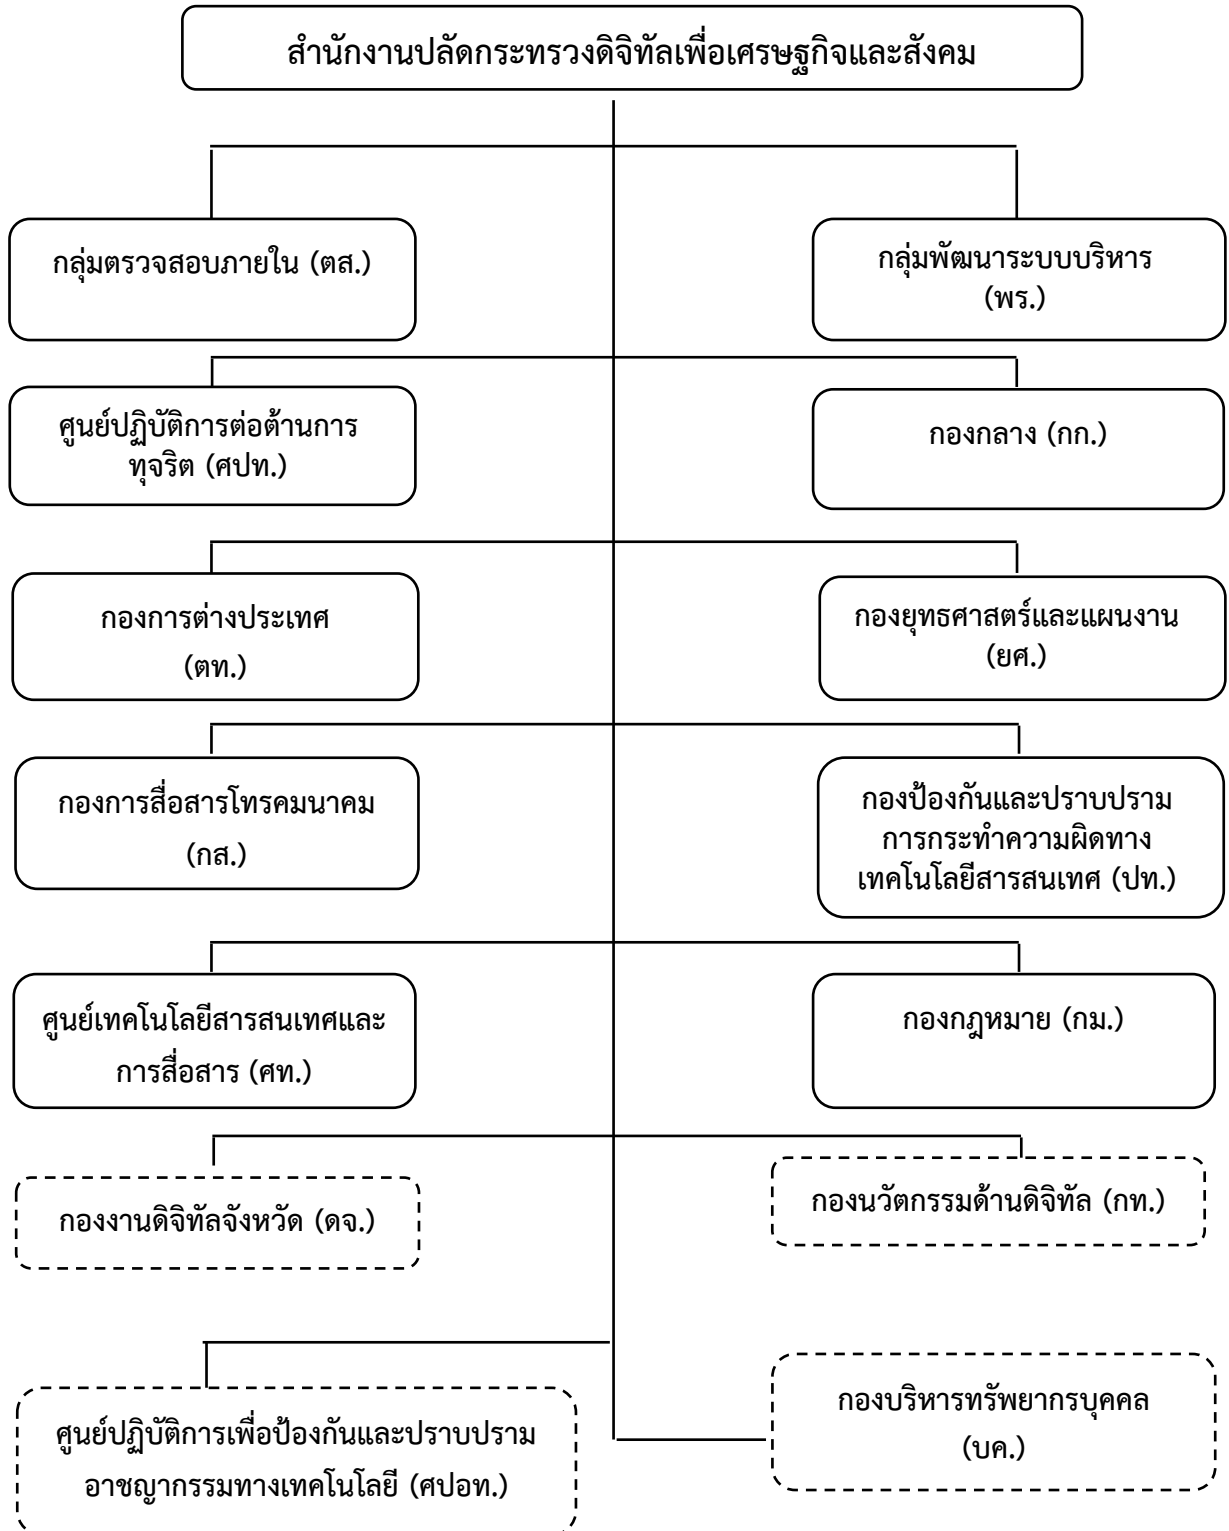 สำนักงานปลัดกระทรวงดิจิทัลเพื่อเศรษฐกิจและสังคม
กลุ่มตรวจสอบภายใน (ตส.)
กลุ่มพัฒนาระบบบริหาร
(พร.)
ศูนย์ปฏิบัติการต่อต้านการ
ทุจริต (ศปท.)
กองกลาง (กก.)
กองการต่างประเทศ
(ตท.)
กองยุทธศาสตร์และแผนงาน
(ยศ.)
กองการสื่อสารโทรคมนาคม
(กส.)
กองป้องกันและปราบปราม
การกระทำความผิดทาง
เทคโนโลยีสารสนเทศ (ปท.)
ศูนย์เทคโนโลยีสารสนเทศและ
การสื่อสาร (ศท.)
กองกฎหมาย (กม.)
กองงานดิจิทัลจังหวัด (ดจ.)
กองนวัตกรรมด้านดิจิทัล (กท.)
ศูนย์ปฏิบัติการเพื่อป้องกันและปราบปราม
อาชญากรรมทางเทคโนโลยี (ศปอท.)
กองบริหารทรัพยากรบุคคล
(บค.)